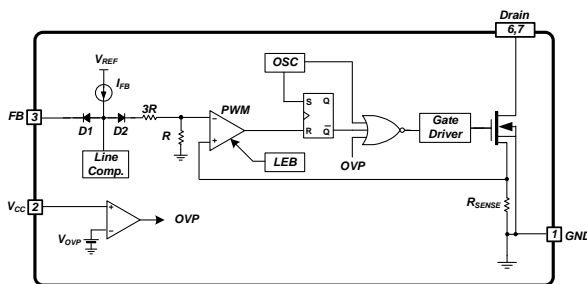 Drain
6,7
VREF
IFB
OSC
3R
PWM
S Q
R Q
FB 3
D1 D2
R
Gate
Driver
Line
Comp.
LEB
OVP
VCC 2
+
−
OVP
VOVP
RSENSE
1 GND